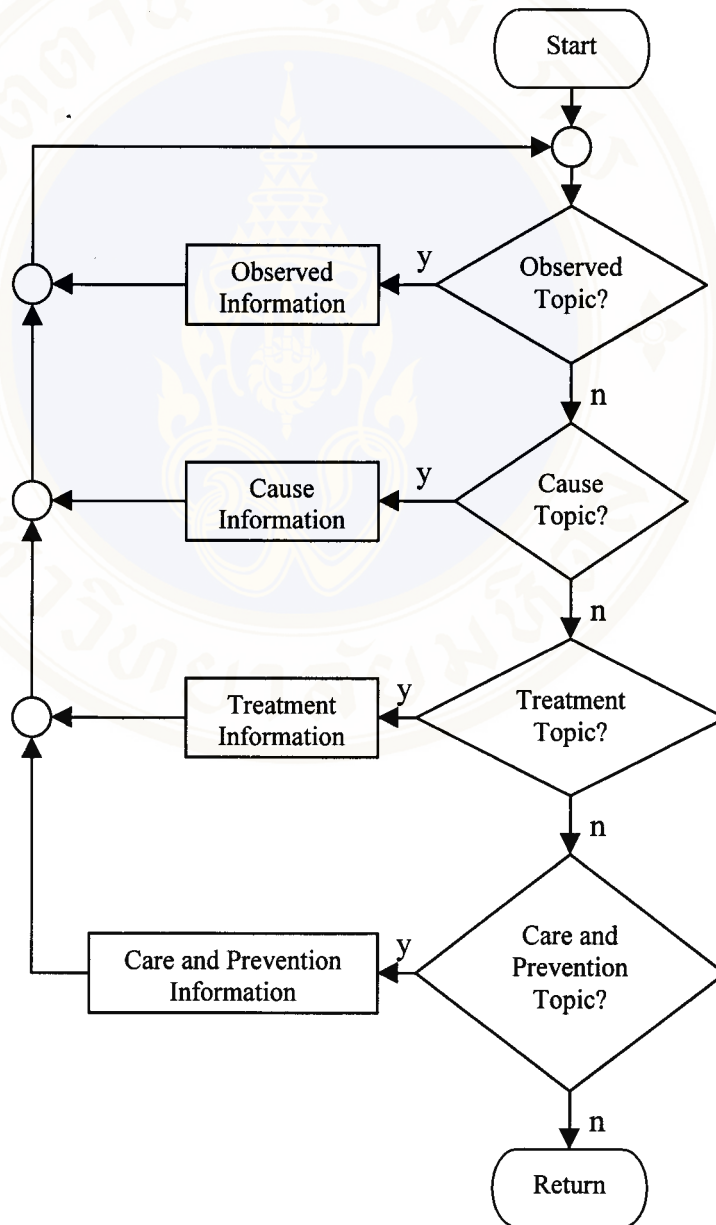 Start
y
Observed
Information
Observed
Topic?
n
y
Cause
Information
Cause
Topic?
n
y
Treatment
Information
Treatment
Topic?
n
y
Care and Prevention
Information
Care and
Prevention
Topic?
n
Return